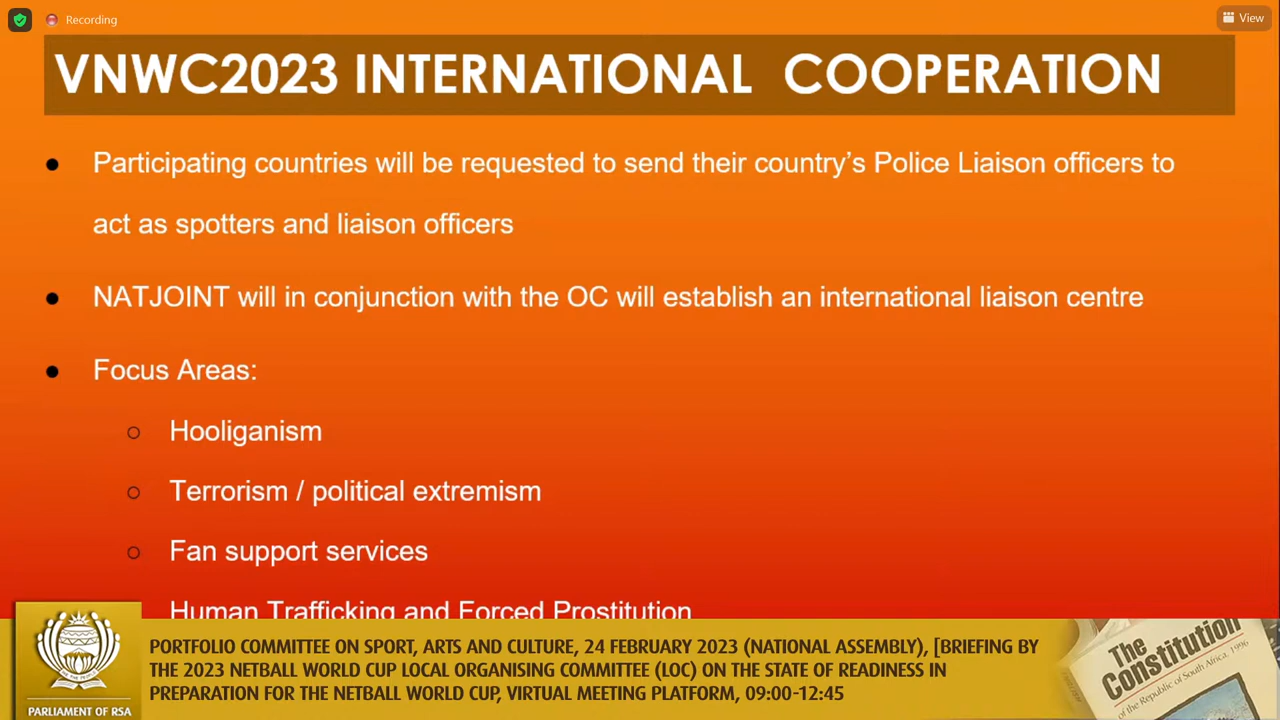 Recording
View
VNWC2023 INTERNATIONAL COOPERATION
● Participating countries will be requested to send their country’s Police Liaison officers to
act as spotters and liaison officers
● NATJOINT will in conjunction with the OC will establish an international liaison centre
● Focus Areas:
○ Hooliganism
○ Terrorism / political extremism
○ Fan support services
Human Trafficking and Forced Prostitution
PORTFOLIO COMMITTEE ON SPORT, ARTS AND CULTURE, 24 FEBRUARY 2023 (NATIONAL ASSEMBLY), [BRIEFING BY
THE 2023 NETBALL WORLD CUP LOCAL ORGANISING COMMITTEE (LOC) ON THE STATE OF READINESS IN
PREPARATION FOR THE NETBALL WORLD CUP, VIRTUAL MEETING PLATFORM, 09:00-12:45
PARLIAMENT OF RSA
The
Constitution
of the Republic of South Africa, 1996